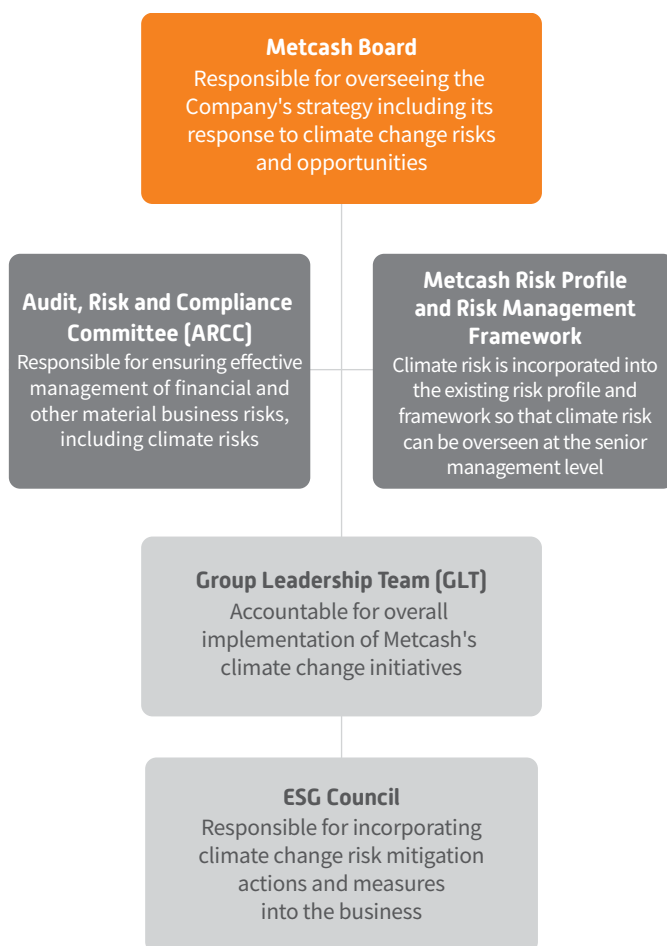 Metcash Board
Responsible for overseeing the
Company's strategy including its
response to climate change risks
and opportunities
Audit, Risk and Compliance
Committee (ARCC)
Responsible for ensuring effective
management of financial and
other material business risks,
including climate risks
Metcash Risk Profile
and Risk Management
Framework
Climate risk is incorporated into
the existing risk profile and
framework so that climate risk
can be overseen at the senior
management level
Group Leadership Team (GLT)
Accountable for overall
implementation of Metcash's
climate change initiatives
ESG Council
Responsible for incorporating
climate change risk mitigation
actions and measures
into the business